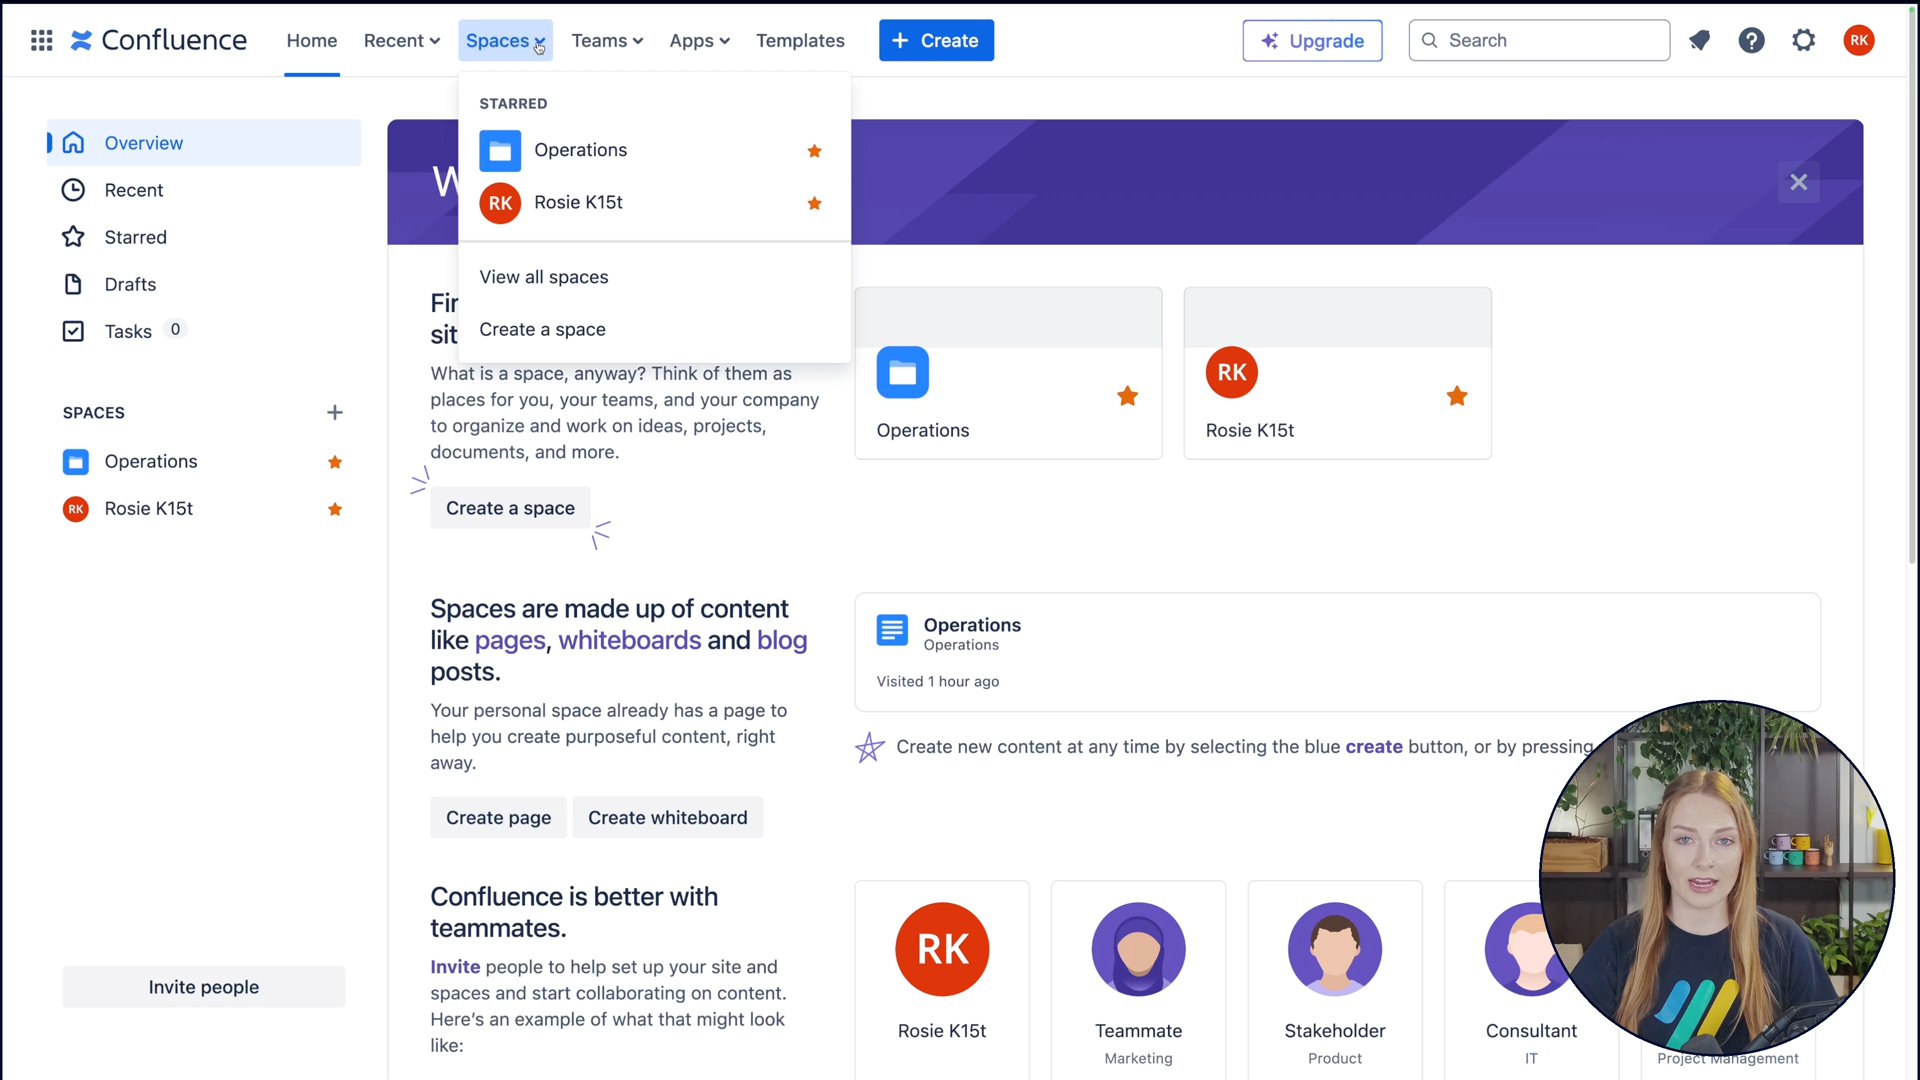 Confluence
Home
Recent
Spaces
Teams
Apps
Templates
+ Create
Upgrade
Search
RK
STARRED
Operations
RK
Rosie K15t
View all spaces
Create a space
Overview
Recent
Starred
Drafts
Tasks 0
SPACES
Operations
RK Rosie K15t
Invite people
What is a space, anyway? Think of them as
places for you, your teams, and your company
to organize and work on ideas, projects,
documents, and more.
Create a space
Operations
RK
Rosie K15t
Spaces are made up of content
like pages, whiteboards and blog
posts.
Your personal space already has a page to
help you create purposeful content, right
away.
Create page
Create whiteboard
Operations
Operations
Visited 1 hour ago
Create new content at any time by selecting the blue create button, or by pressing
Confluence is better with
teammates.
Invite people to help set up your site and
spaces and start collaborating on content.
Here's an example of what that might look
like:
RK
Rosie K15t
Teammate
Marketing
Stakeholder
Product
Consultant
IT
Project Management